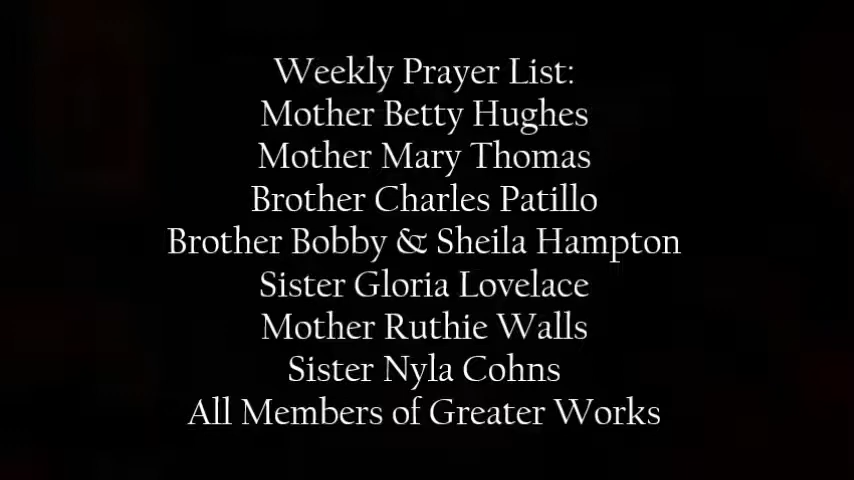 Weekly Prayer List:
Mother Betty Hughes
Mother Mary Thomas
Brother Charles Patillo
Brother Bobby & Sheila Hampton
Sister Gloria Lovelace
Mother Ruthie Walls
Sister Nyla Cohns
All Members of Greater Works